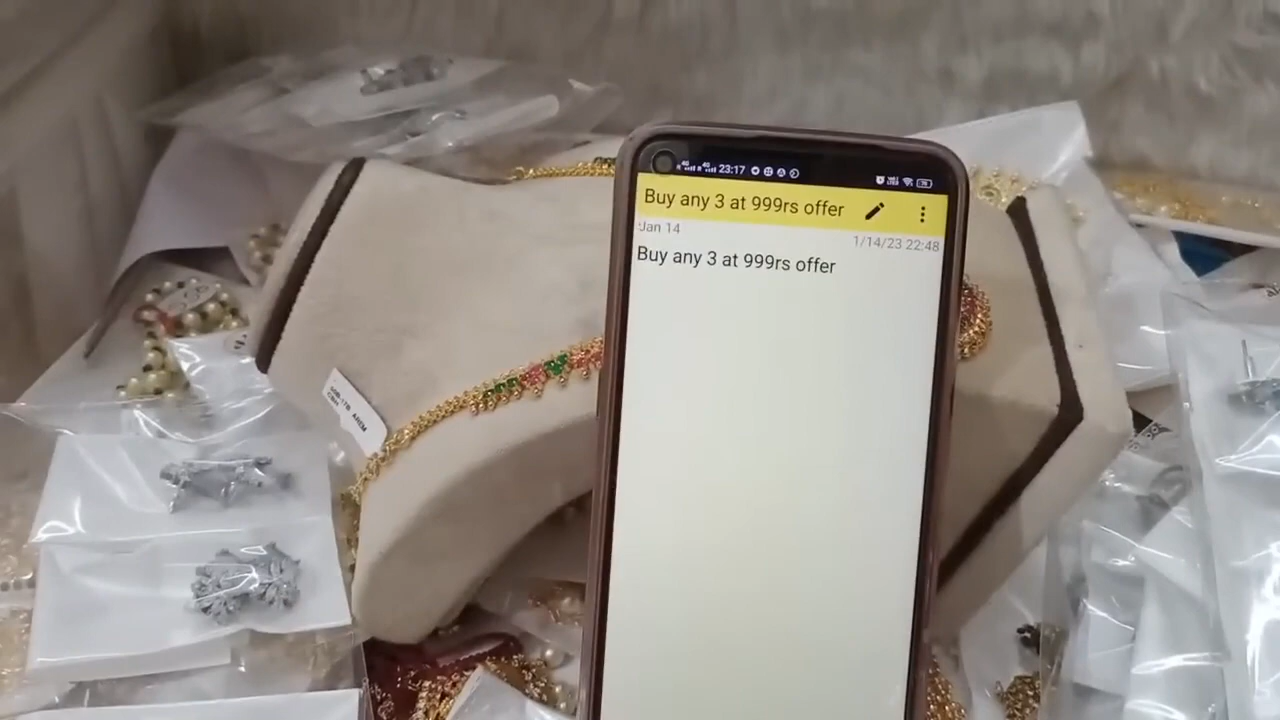 23:17
Buy any 3 at 999rs offer
Jan 14
1/14/23 22:48
Buy any 3 at 999rs offer